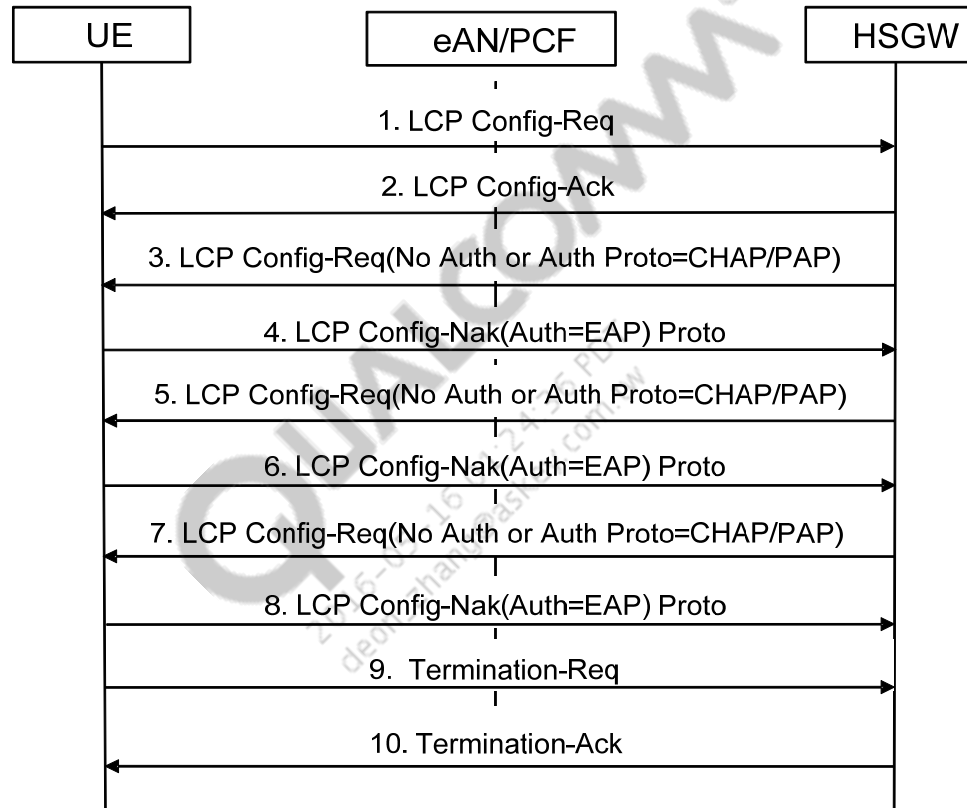 UE
eAN/PCF
HSGW
1. LCP Config-Req
2. LCP Config-Ack
3. LCP Config-Req(No Auth or Auth Proto=CHAP/PAP)
4. LCP Config-Nak(Auth=EAP) Proto
5. LCP Config-Req(No Auth or Auth Proto=CHAP/PAP)
6. LCP Config-Nak(Auth=EAP) Proto
7. LCP Config-Req(No Auth or Auth Proto=CHAP/PAP)
8. LCP Config-Nak(Auth=EAP) Proto
9. Termination-Req
10. Termination-Ack
QUALCOMM